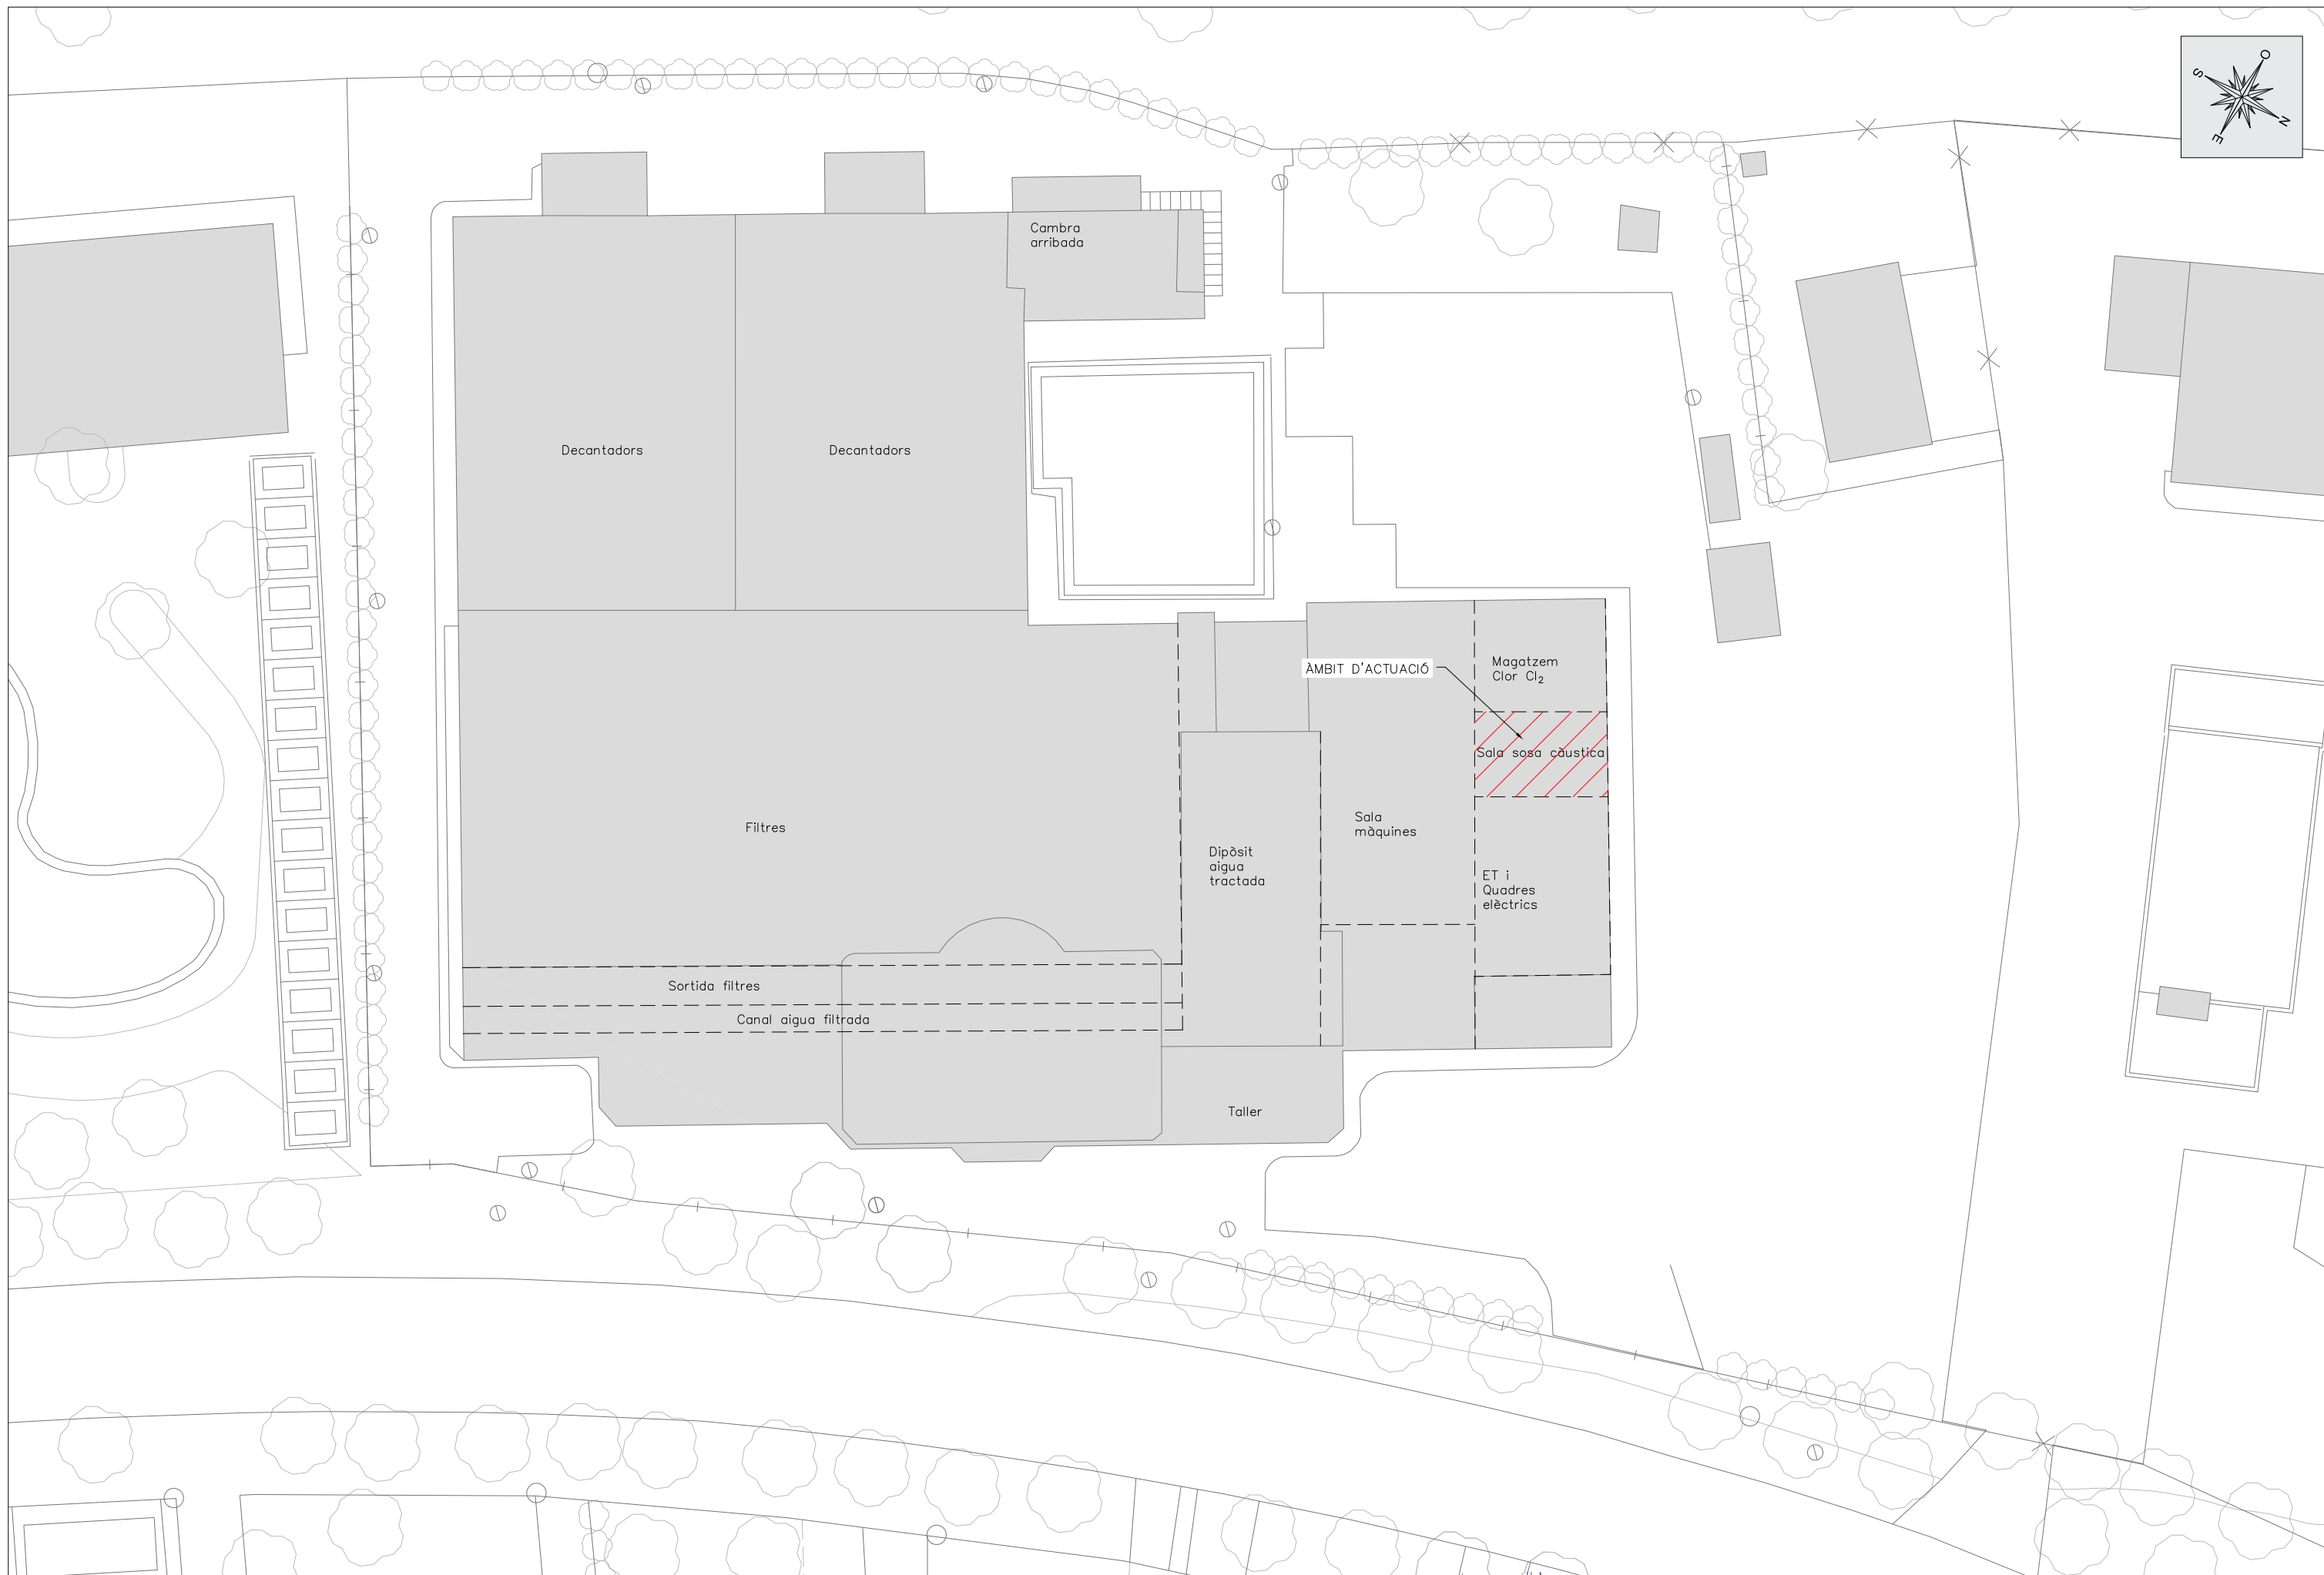 O
S
N
E
Cambra
arribada
Decantadors
Decantadors
ÀMBIT D'ACTUACIÓ
Magatzem
Clor Cl₂
Sala sosa càustica
Filtres
Sala
màquines
Dipòsit
aigua
tractada
ET i
Quadres
elèctrics
Sortida filtres
Canal aigua filtrada
Taller